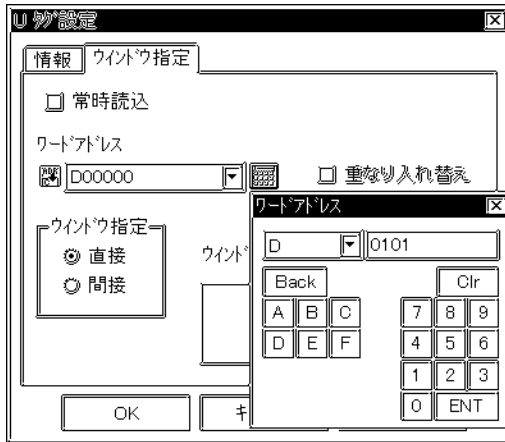 U ﾀｸﾞ設定
情報 ｳｨﾝﾄﾞｳ指定
常時読込
ﾜｰﾄﾞｱﾄﾞﾚｽ
D00000
重なり入れ替え
ｳｨﾝﾄﾞｳ指定
直接
間接
ｳｨﾝﾄﾞ
OK
ｷ
ﾜｰﾄﾞｱﾄﾞﾚｽ
D 0101
Back Clr
A B C 7 8 9
D E F 4 5 6
1 2 3
0 ENT